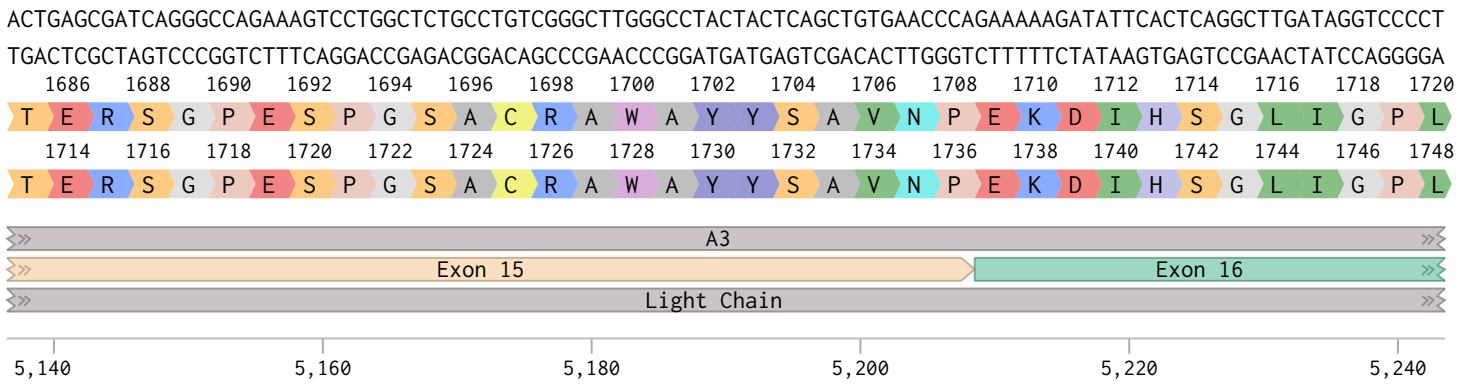 ACTGAGCGATCAGGGCCAGAAAGTCCTGGCTCTGCCTGTCGGGCTTGGGCCTACTACTCAGCTGTGAACCCAGAAAAAGATATTCACTCAGGCTTGATAGGTCCCCT
TGACTCGCTAGTCCCGGTCTTTCAGGACCGAGACGGACAGCCCGAACCCGGATGATGAGTCGACACTTGGGTCTTTTTCTATAAGTGAGTCCGAACTATCCAGGGGA
1686 1688 1690 1692 1694 1696 1698 1700 1702 1704 1706 1708 1710 1712 1714 1716 1718 1720
T E R S G P E S P G S A C R A W A Y Y S A V N P E K D I H S G L I G P L
1714 1716 1718 1720 1722 1724 1726 1728 1730 1732 1734 1736 1738 1740 1742 1744 1746 1748
T E R S G P E S P G S A C R A W A Y Y S A V N P E K D I H S G L I G P L
A3
Exon 15 Exon 16
Light Chain
5,140 5,160 5,180 5,200 5,220 5,240